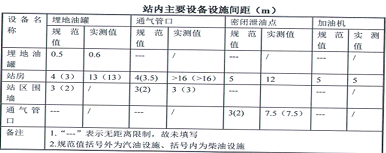 站内主要设备设施间距（m）
设备名称 埋地油罐 通气管口 密闭泄油点 加油机
规范值 实测值 规范值 实测值 规范值 实测值 规范值 实测值
埋地油罐 0.5 0.6 --- / --- / --- /
站房 4（3） 13（13） 4(3.5) >16（>16） 5 12 5 5
站区围墙 3（2） / 3(2) 3（3） --- / --- /
通气管口 --- / --- / 3(2) 7.5（7.5） --- /
备注 1.“---”表示无距离限制，故未填写
2.规范值括号外为汽油设施、括号内为柴油设施